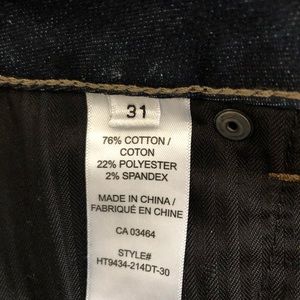 31
76% COTTON /
COTON
22% POLYESTER
2% SPANDEX
MADE IN CHINA /
FABRIQUÉ EN CHINE
CA 03464
STYLE#
HT9434-214DT-30